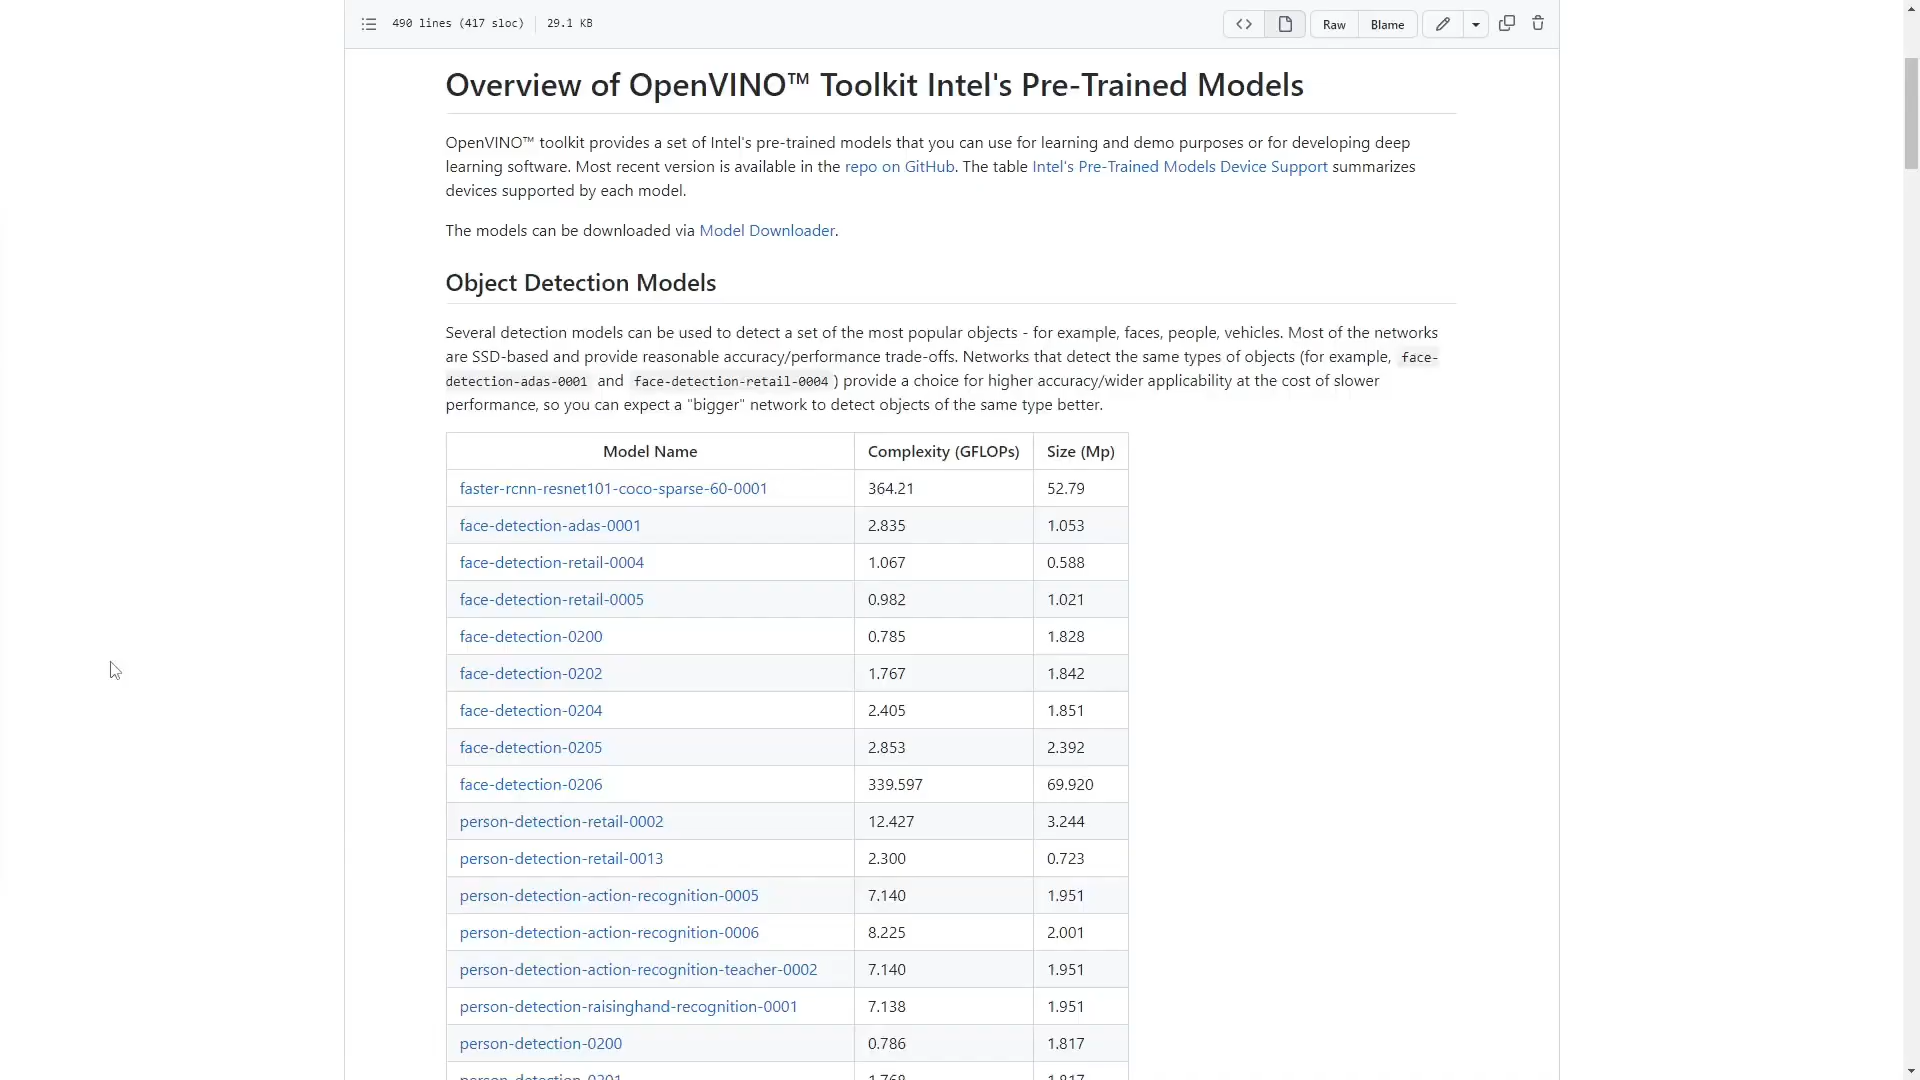 490 lines (417 sloc) 29.1 KB
Raw Blame
Overview of OpenVINO™ Toolkit Intel's Pre-Trained Models
OpenVINO™ toolkit provides a set of Intel's pre-trained models that you can use for learning and demo purposes or for developing deep
learning software. Most recent version is available in the repo on GitHub. The table Intel's Pre-Trained Models Device Support summarizes
devices supported by each model.
The models can be downloaded via Model Downloader.
Object Detection Models
Several detection models can be used to detect a set of the most popular objects - for example, faces, people, vehicles. Most of the networks
are SSD-based and provide reasonable accuracy/performance trade-offs. Networks that detect the same types of objects (for example, face-
detection-adas-0001 and face-detection-retail-0004 ) provide a choice for higher accuracy/wider applicability at the cost of slower
performance, so you can expect a "bigger" network to detect objects of the same type better.
Model Name Complexity (GFLOPs) Size (Mp)
faster-rcnn-resnet101-coco-sparse-60-0001 364.21 52.79
face-detection-adas-0001 2.835 1.053
face-detection-retail-0004 1.067 0.588
face-detection-retail-0005 0.982 1.021
face-detection-0200 0.785 1.828
face-detection-0202 1.767 1.842
face-detection-0204 2.405 1.851
face-detection-0205 2.853 2.392
face-detection-0206 339.597 69.920
person-detection-retail-0002 12.427 3.244
person-detection-retail-0013 2.300 0.723
person-detection-action-recognition-0005 7.140 1.951
person-detection-action-recognition-0006 8.225 2.001
person-detection-action-recognition-teacher-0002 7.140 1.951
person-detection-raisinghand-recognition-0001 7.138 1.951
person-detection-0200 0.786 1.817
person-detection-0201 1.768 1.817